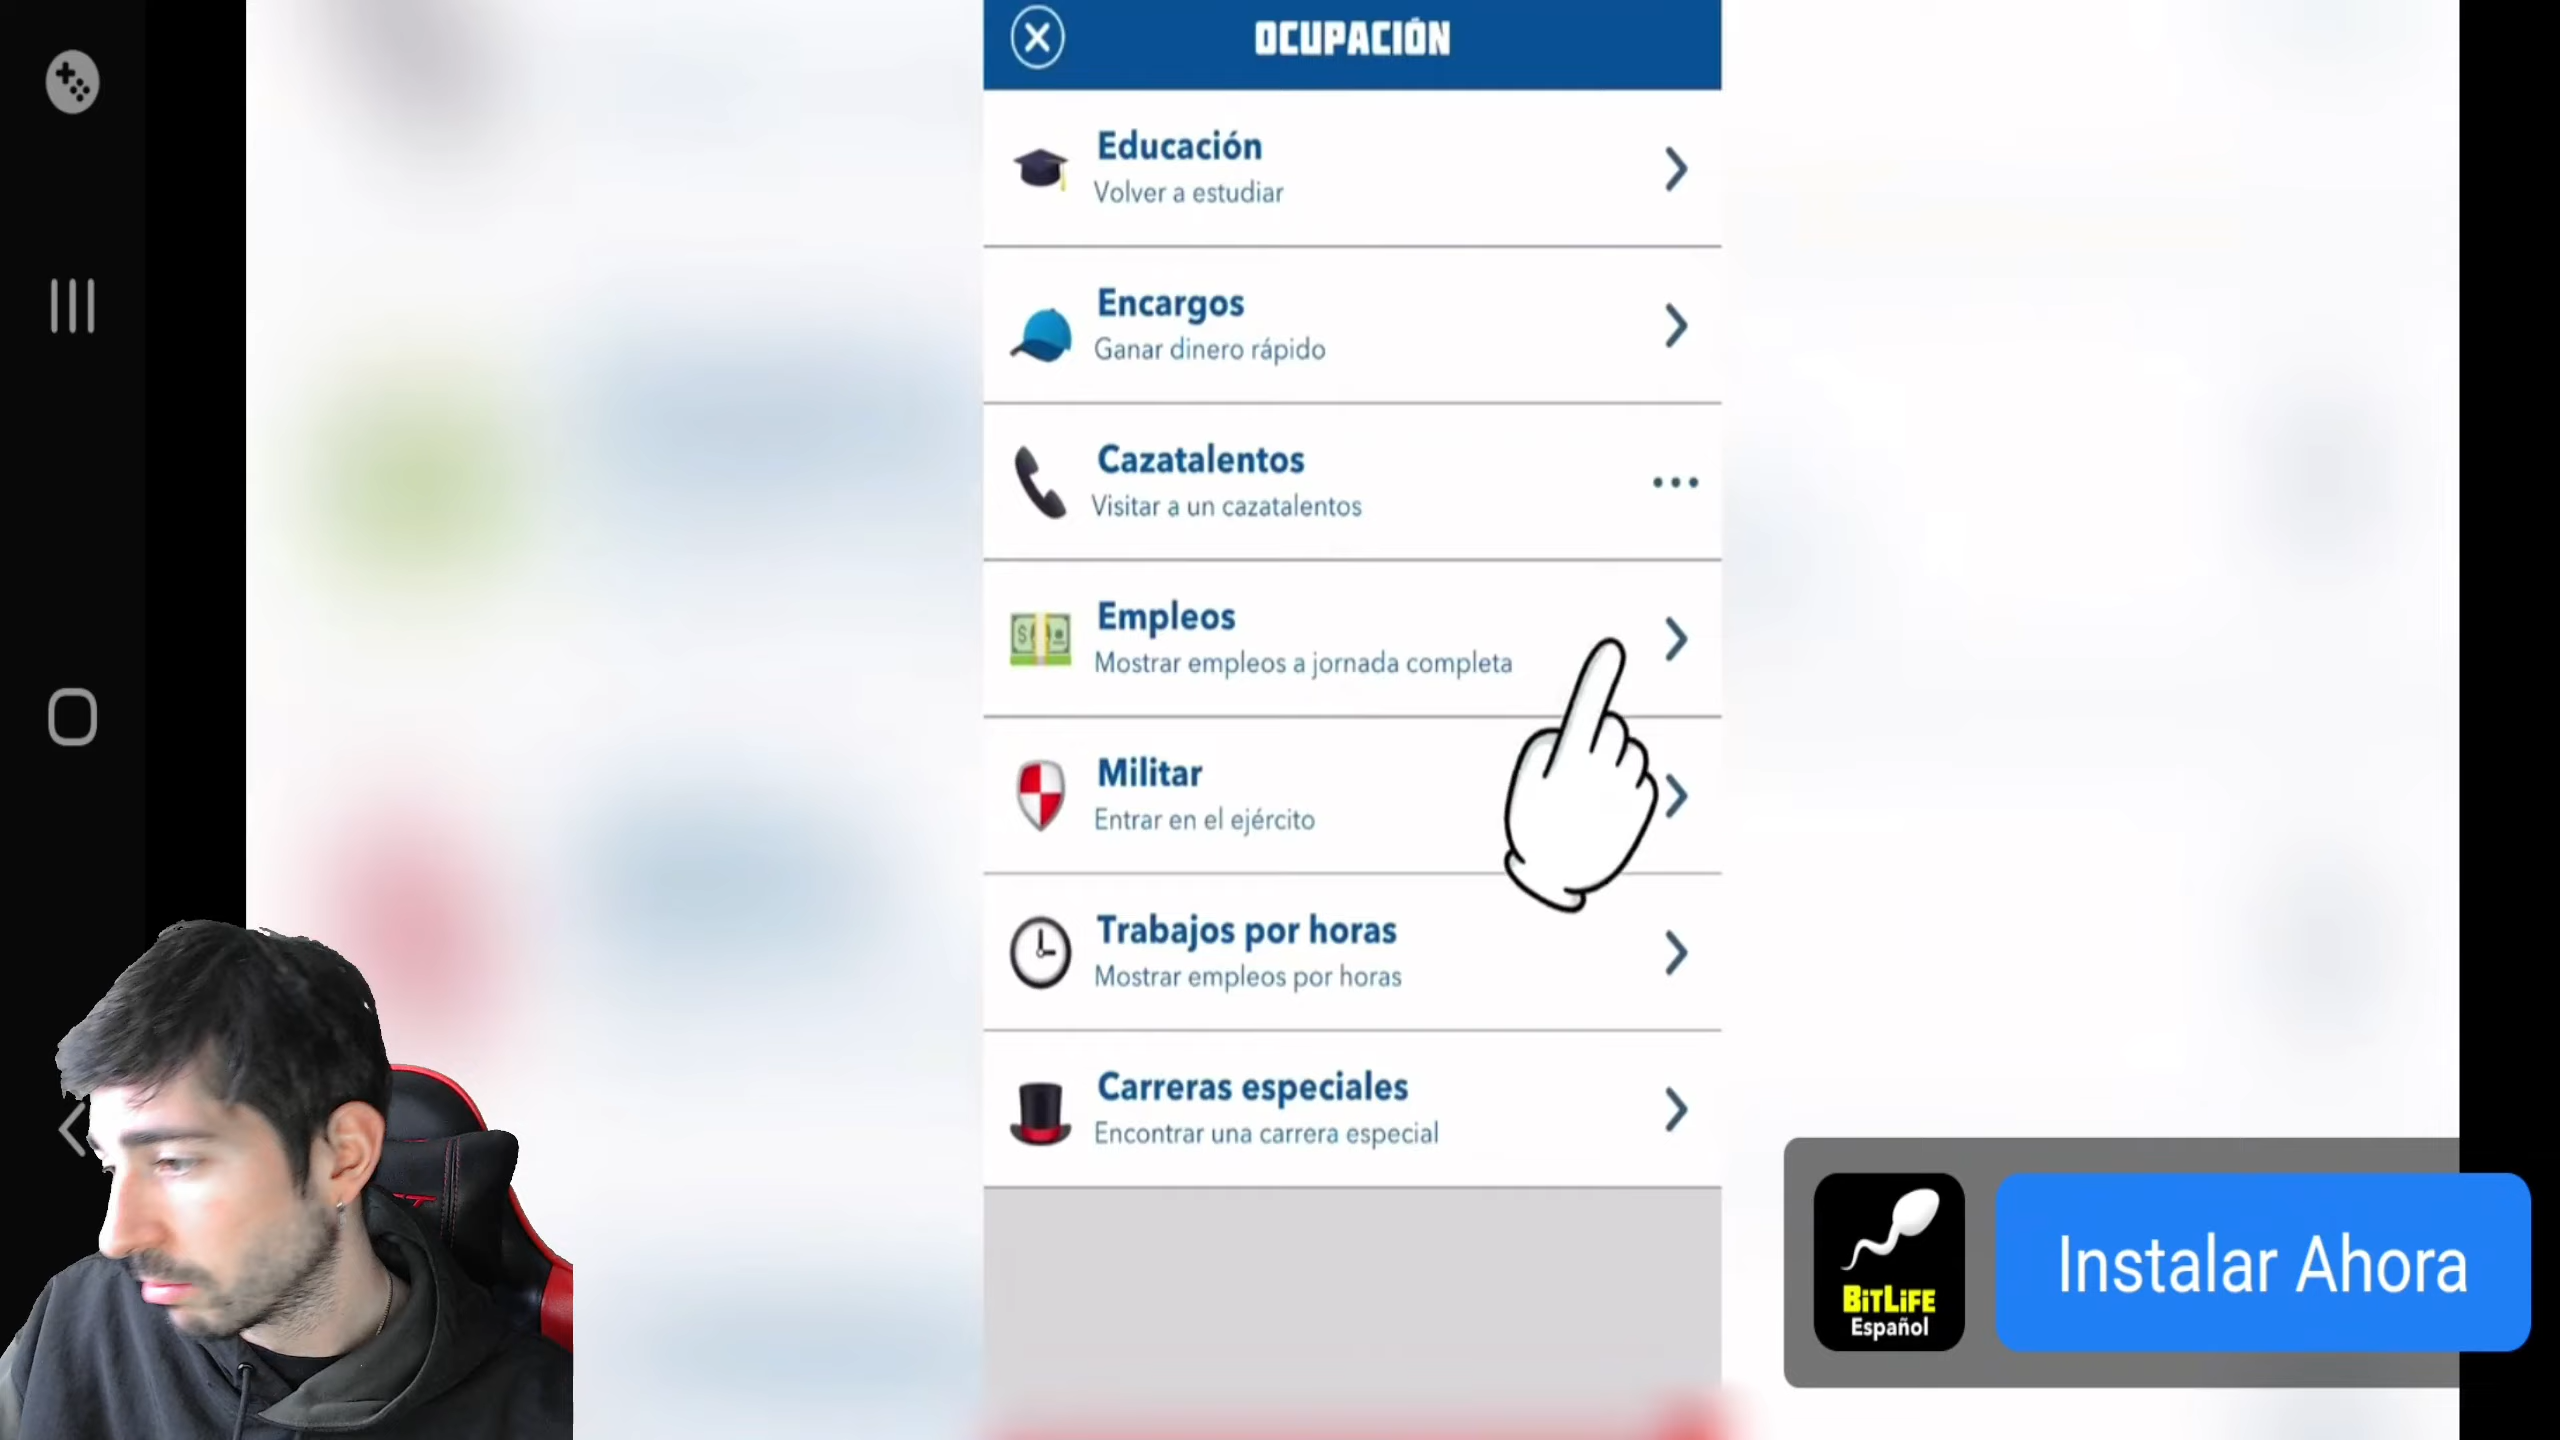 OCUPACIÓN
Educación
Volver a estudiar
Encargos
Ganar dinero rápido
Cazatalentos
Visitar a un cazatalentos
Empleos
Mostrar empleos a jornada completa
Militar
Entrar en el ejército
Trabajos por horas
Mostrar empleos por horas
Carreras especiales
Encontrar una carrera especial
BiTLiFE
Español
Instalar Ahora